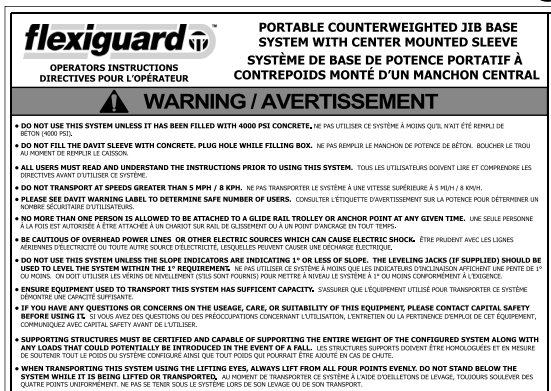 flexiguard™
OPERATORS INSTRUCTIONS
DIRECTIVES POUR L'OPÉRATEUR
PORTABLE COUNTERWEIGHTED JIB BASE
SYSTEM WITH CENTER MOUNTED SLEEVE
SYSTÈME DE BASE DE POTENCE PORTATIF À
CONTREPOIDS MONTÉ D'UN MANCHON CENTRAL
WARNING / AVERTISSEMENT
• DO NOT USE THIS SYSTEM UNLESS IT HAS BEEN FILLED WITH 4000 PSI CONCRETE. NE PAS UTILISER CE SYSTÈME À MOINS QU'IL N'AIT ÉTÉ REMPLI DE
BÉTON (4000 PSI).
• DO NOT FILL THE DAVIT SLEEVE WITH CONCRETE. PLUG HOLE WHILE FILLING BOX. NE PAS REMPLIR LE MANCHON DE POTENCE DE BÉTON. BOUCHER LE TROU
AU MOMENT DE REMPLIR LE CAISSON.
• ALL USERS MUST READ AND UNDERSTAND THE INSTRUCTIONS PRIOR TO USING THIS SYSTEM. TOUS LES UTILISATEURS DOIVENT LIRE ET COMPRENDRE LES
DIRECTIVES AVANT D'UTILISER CE SYSTÈME.
• DO NOT TRANSPORT AT SPEEDS GREATER THAN 5 MPH / 8 KPH. NE PAS TRANSPORTER LE SYSTÈME À UNE VITESSE SUPÉRIEURE À 5 MI/H / 8 KM/H.
• PLEASE SEE DAVIT WARNING LABEL TO DETERMINE SAFE NUMBER OF USERS. CONSULTER L'ÉTIQUETTE D'AVERTISSEMENT SUR LA POTENCE POUR DÉTERMINER UN
NOMBRE SÉCURITAIRE D'UTILISATEURS.
• NO MORE THAN ONE PERSON IS ALLOWED TO BE ATTACHED TO A GLIDE RAIL TROLLEY OR ANCHOR POINT AT ANY GIVEN TIME. UNE SEULE PERSONNE
À LA FOIS EST AUTORISÉE À ÊTRE ATTACHÉE À UN CHARIOT SUR RAIL DE GLISSEMENT OU À UN POINT D'ANCRAGE EN TOUT TEMPS.
• BE CAUTIOUS OF OVERHEAD POWER LINES OR OTHER ELECTRIC SOURCES WHICH CAN CAUSE ELECTRIC SHOCK. ÊTRE PRUDENT AVEC LES LIGNES
AÉRIENNES D'ÉLECTRICITÉ OU TOUTE AUTRE SOURCE D'ÉLECTRICITÉ, LESQUELLES PEUVENT CAUSER UNE DÉCHARGE ÉLECTRIQUE.
• DO NOT USE THIS SYSTEM UNLESS THE SLOPE INDICATORS ARE INDICATING 1° OR LESS OF SLOPE. THE LEVELING JACKS (IF SUPPLIED) SHOULD BE
USED TO LEVEL THE SYSTEM WITHIN THE 1° REQUIREMENT. NE PAS UTILISER CE SYSTÈME À MOINS QUE LES INDICATEURS D'INCLINAISON AFFICHENT UNE PENTE DE 1°
OU MOINS. ON DOIT UTILISER LES VÉRINS DE NIVELLEMENT (S'ILS SONT FOURNIS) POUR METTRE À NIVEAU LE SYSTÈME À 1° OU MOINS CONFORMÉMENT À L'EXIGENCE.
• ENSURE EQUIPMENT USED TO TRANSPORT THIS SYSTEM HAS SUFFICENT CAPACITY. S'ASSURER QUE L'ÉQUIPEMENT UTILISÉ POUR TRANSPORTER CE SYSTÈME
DÉMONTRE UNE CAPACITÉ SUFFISANTE.
• IF YOU HAVE ANY QUESTIONS OR CONCERNS ON THE USEAGE, CARE, OR SUITABILITY OF THIS EQUIPMENT, PLEASE CONTACT CAPITAL SAFETY
BEFORE USING IT. SI VOUS AVEZ DES QUESTIONS OU DES PRÉOCCUPATIONS CONCERNANT L'UTILISATION, L'ENTRETIEN OU LA PERTINENCE D'EMPLOI DE CET ÉQUIPEMENT,
COMMUNIQUEZ AVEC CAPITAL SAFETY AVANT DE L'UTILISER.
• SUPPORTING STRUCTURES MUST BE CERTIFIED AND CAPABLE OF SUPPORTING THE ENTIRE WEIGHT OF THE CONFIGURED SYSTEM ALONG WITH
ANY LOADS THAT COULD POTENTIALLY BE INTRODUCED IN THE EVENT OF A FALL. LES STRUCTURES SUPPORTS DOIVENT ÊTRE HOMOLOGUÉES ET EN MESURE
DE SOUTENIR TOUT LE POIDS DU SYSTÈME CONFIGURÉ AINSI QUE TOUT POIDS QUI POURRAIT ÊTRE AJOUTÉ EN CAS DE CHUTE.
• WHEN TRANSPORTING THIS SYSTEM USING THE LIFTING EYES, ALWAYS LIFT FROM ALL FOUR POINTS EVENLY. DO NOT STAND BELOW THE
SYSTEM WHILE IT IS BEING LIFTED OR TRANSPORTED. AU MOMENT DE TRANSPORTER CE SYSTÈME À L'AIDE D'OEILLETONS DE LEVAGE, TOUJOURS SOULEVER DES
QUATRE POINTS UNIFORMÉMENT. NE PAS SE TENIR SOUS LE SYSTÈME LORS DE SON LEVAGE OU DE SON TRANSPORT.